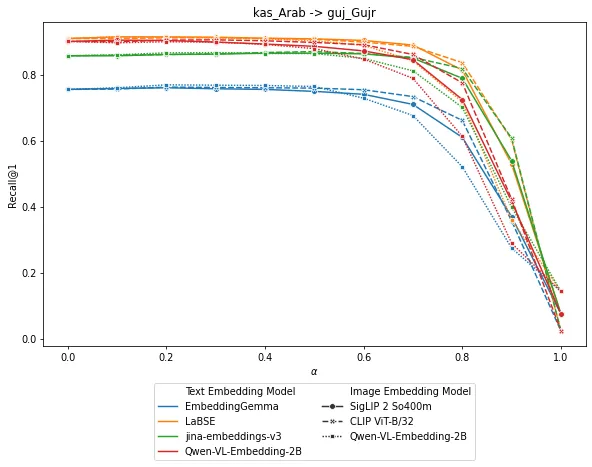 kas_Arab -> guj_Gujr
Recall@1
0.8
0.6
0.4
0.2
0.0
0.0 0.2 0.4 0.6 0.8 1.0
α
Text Embedding Model Image Embedding Model
EmbeddingGemma SigLIP 2 So400m
LaBSE CLIP ViT-B/32
jina-embeddings-v3 Qwen-VL-Embedding-2B
Qwen-VL-Embedding-2B